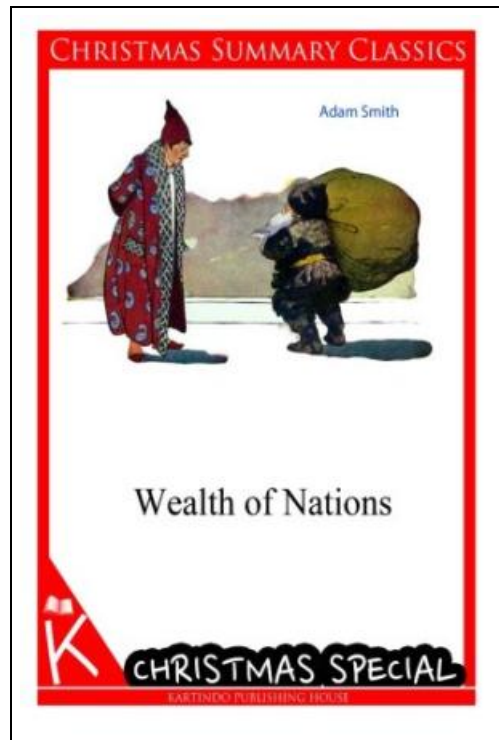 CHRISTMAS SUMMARY CLASSICS
Adam Smith
Wealth of Nations
K
CHRISTMAS SPECIAL
KARTINDO PUBLISHING HOUSE